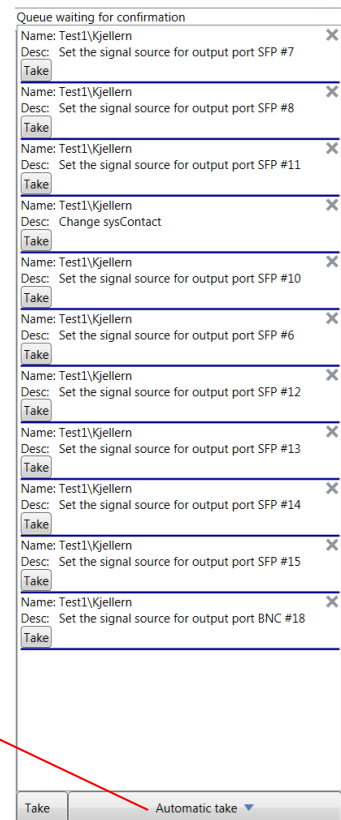 Queue waiting for confirmation
Name: Test1\Kjellern
Desc: Set the signal source for output port SFP #7
Take
Name: Test1\Kjellern
Desc: Set the signal source for output port SFP #8
Take
Name: Test1\Kjellern
Desc: Set the signal source for output port SFP #11
Take
Name: Test1\Kjellern
Desc: Change sysContact
Take
Name: Test1\Kjellern
Desc: Set the signal source for output port SFP #10
Take
Name: Test1\Kjellern
Desc: Set the signal source for output port SFP #6
Take
Name: Test1\Kjellern
Desc: Set the signal source for output port SFP #12
Take
Name: Test1\Kjellern
Desc: Set the signal source for output port SFP #13
Take
Name: Test1\Kjellern
Desc: Set the signal source for output port SFP #14
Take
Name: Test1\Kjellern
Desc: Set the signal source for output port SFP #15
Take
Name: Test1\Kjellern
Desc: Set the signal source for output port BNC #18
Take
Take Automatic take